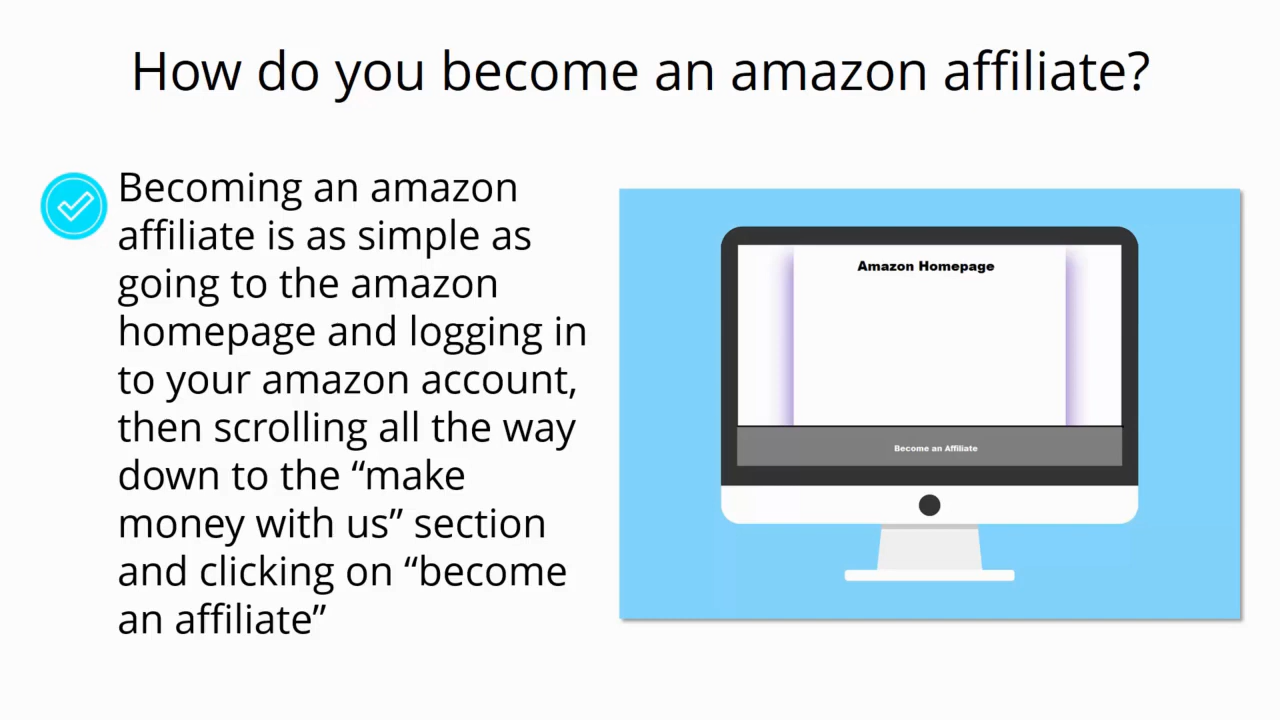 How do you become an amazon affiliate?
Becoming an amazon
affiliate is as simple as
going to the amazon
homepage and logging in
to your amazon account,
then scrolling all the way
down to the “make
money with us” section
and clicking on “become
an affiliate”
Amazon Homepage
Become an Affiliate